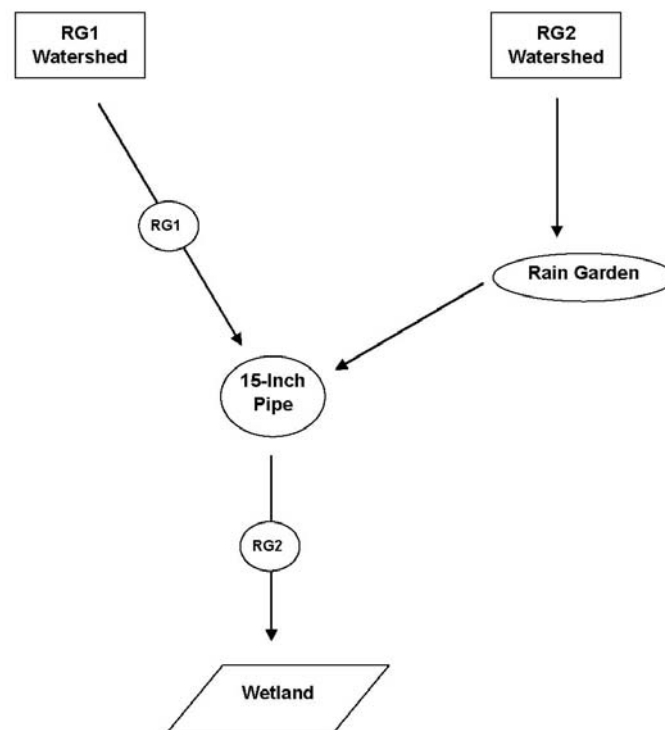 RG1
Watershed
RG2
Watershed
RG1
Rain Garden
15-Inch
Pipe
RG2
Wetland